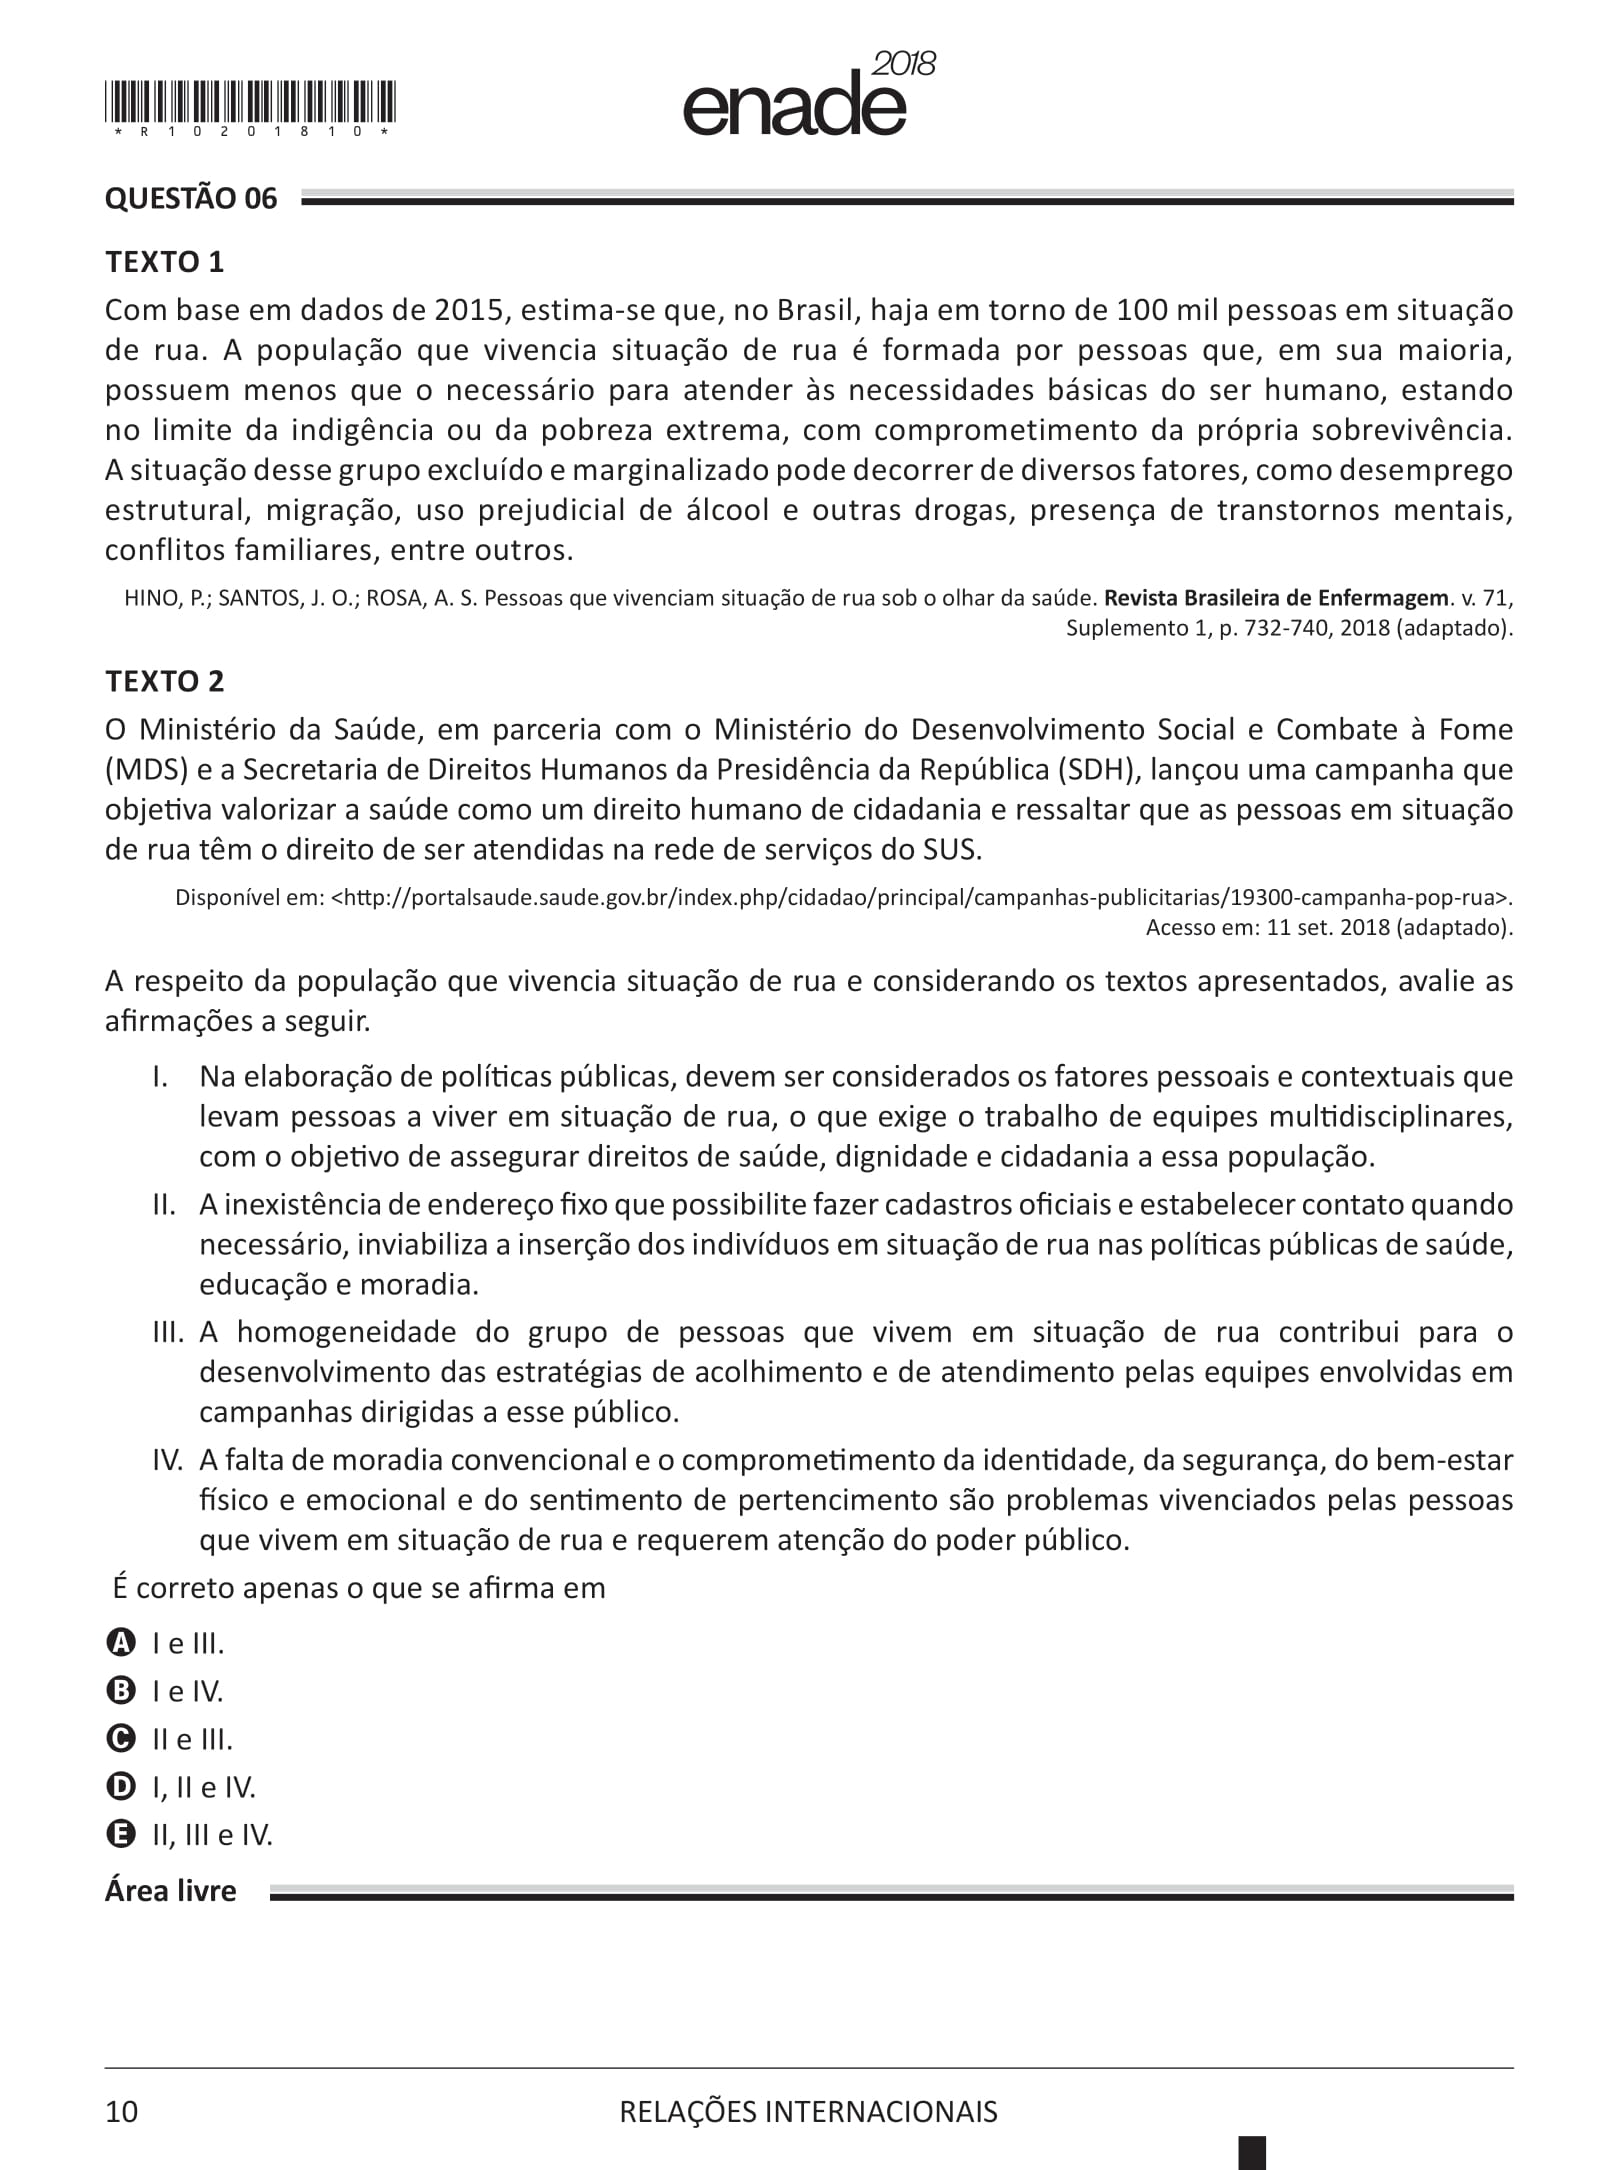 * R 1 0 2 0 1 8 1 0 *
enade 2018
QUESTÃO 06
TEXTO 1
Com base em dados de 2015, estima-se que, no Brasil, haja em torno de 100 mil pessoas em situação
de rua. A população que vivencia situação de rua é formada por pessoas que, em sua maioria,
possuem menos que o necessário para atender às necessidades básicas do ser humano, estando
no limite da indigência ou da pobreza extrema, com comprometimento da própria sobrevivência.
A situação desse grupo excluído e marginalizado pode decorrer de diversos fatores, como desemprego
estrutural, migração, uso prejudicial de álcool e outras drogas, presença de transtornos mentais,
conflitos familiares, entre outros.
HINO, P.; SANTOS, J. O.; ROSA, A. S. Pessoas que vivenciam situação de rua sob o olhar da saúde. Revista Brasileira de Enfermagem. v. 71,
Suplemento 1, p. 732-740, 2018 (adaptado).
TEXTO 2
O Ministério da Saúde, em parceria com o Ministério do Desenvolvimento Social e Combate à Fome
(MDS) e a Secretaria de Direitos Humanos da Presidência da República (SDH), lançou uma campanha que
objetiva valorizar a saúde como um direito humano de cidadania e ressaltar que as pessoas em situação
de rua têm o direito de ser atendidas na rede de serviços do SUS.
Disponível em: <http://portalsaude.saude.gov.br/index.php/cidadao/principal/campanhas-publicitarias/19300-campanha-pop-rua>.
Acesso em: 11 set. 2018 (adaptado).
A respeito da população que vivencia situação de rua e considerando os textos apresentados, avalie as
afirmações a seguir.
I. Na elaboração de políticas públicas, devem ser considerados os fatores pessoais e contextuais que
levam pessoas a viver em situação de rua, o que exige o trabalho de equipes multidisciplinares,
com o objetivo de assegurar direitos de saúde, dignidade e cidadania a essa população.
II. A inexistência de endereço fixo que possibilite fazer cadastros oficiais e estabelecer contato quando
necessário, inviabiliza a inserção dos indivíduos em situação de rua nas políticas públicas de saúde,
educação e moradia.
III. A homogeneidade do grupo de pessoas que vivem em situação de rua contribui para o
desenvolvimento das estratégias de acolhimento e de atendimento pelas equipes envolvidas em
campanhas dirigidas a esse público.
IV. A falta de moradia convencional e o comprometimento da identidade, da segurança, do bem-estar
físico e emocional e do sentimento de pertencimento são problemas vivenciados pelas pessoas
que vivem em situação de rua e requerem atenção do poder público.
É correto apenas o que se afirma em
A I e III.
B I e IV.
C II e III.
D I, II e IV.
E II, III e IV.
Área livre
10
RELAÇÕES INTERNACIONAIS